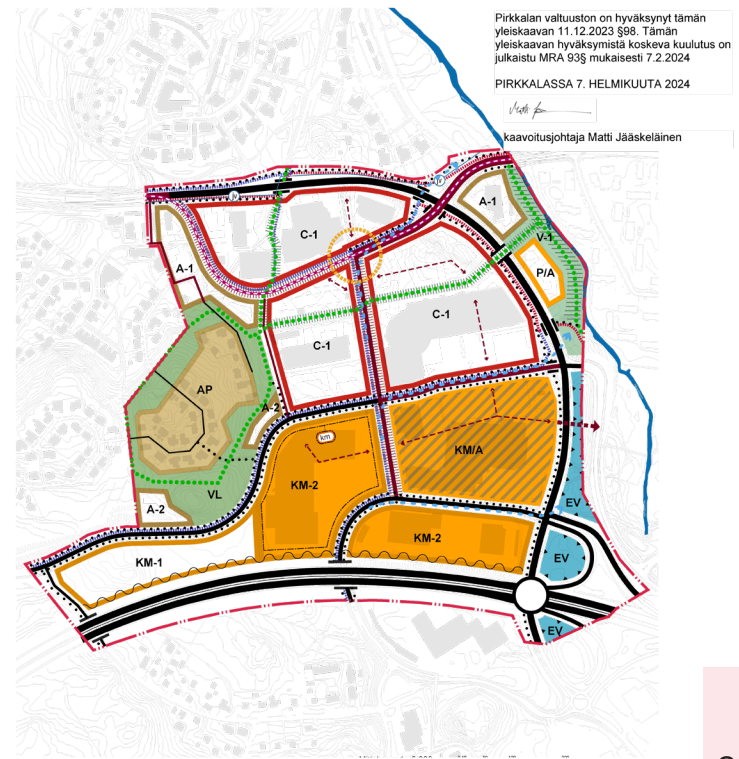 Pirkkalan valtuuston on hyväksynyt tämän
yleiskaavan 11.12.2023 §98. Tämän
yleiskaavan hyväksymistä koskeva kuulutus on
julkaistu MRA 93§ mukaisesti 7.2.2024
PIRKKALASSA 7. HELMIKUUTA 2024
kaavoitusjohtaja Matti Jääskeläinen
jv
jv
A-1
C-1
V-1
A-1
P/A
C-1
C-1
AP
A-2
km
KM/A
KM-2
VL
A-2
EV
KM-2
KM-1
EV
EV